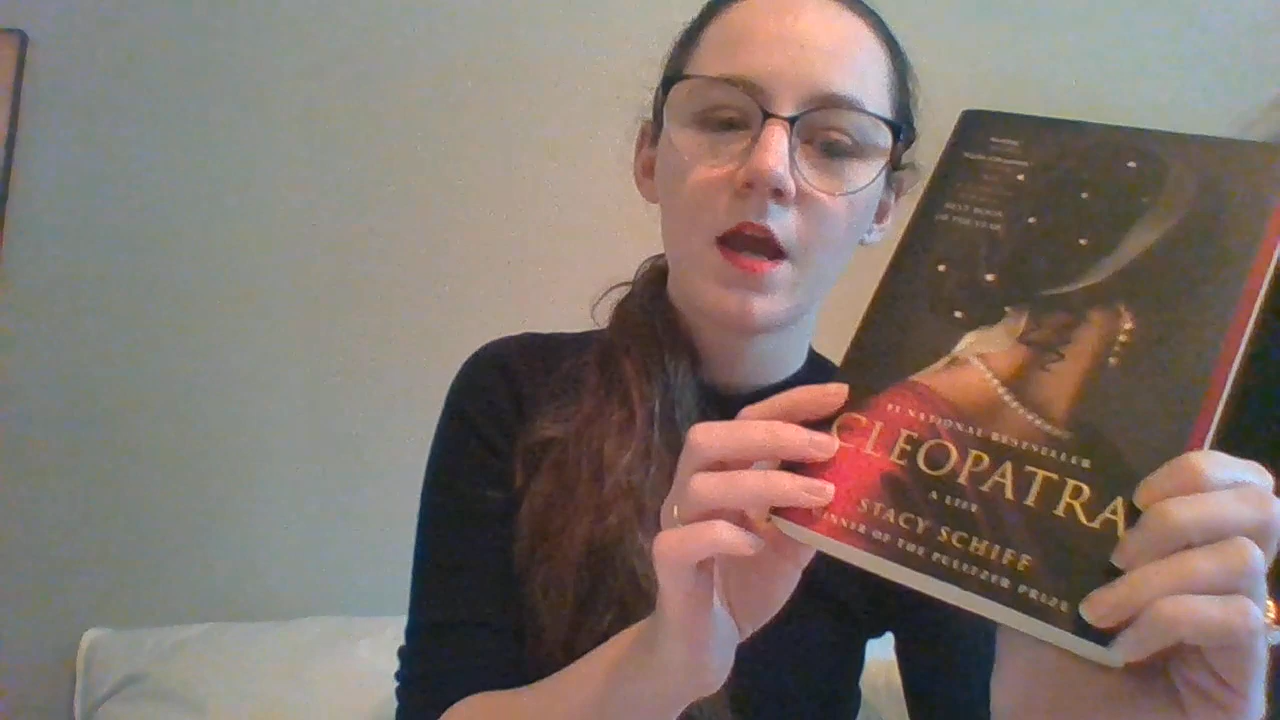 BEST BOOK
OF THE YEAR
#1 NATIONAL BESTSELLER
CLEOPATRA
A LIFE
STACY SCHIFF
WINNER OF THE PULITZER PRIZE